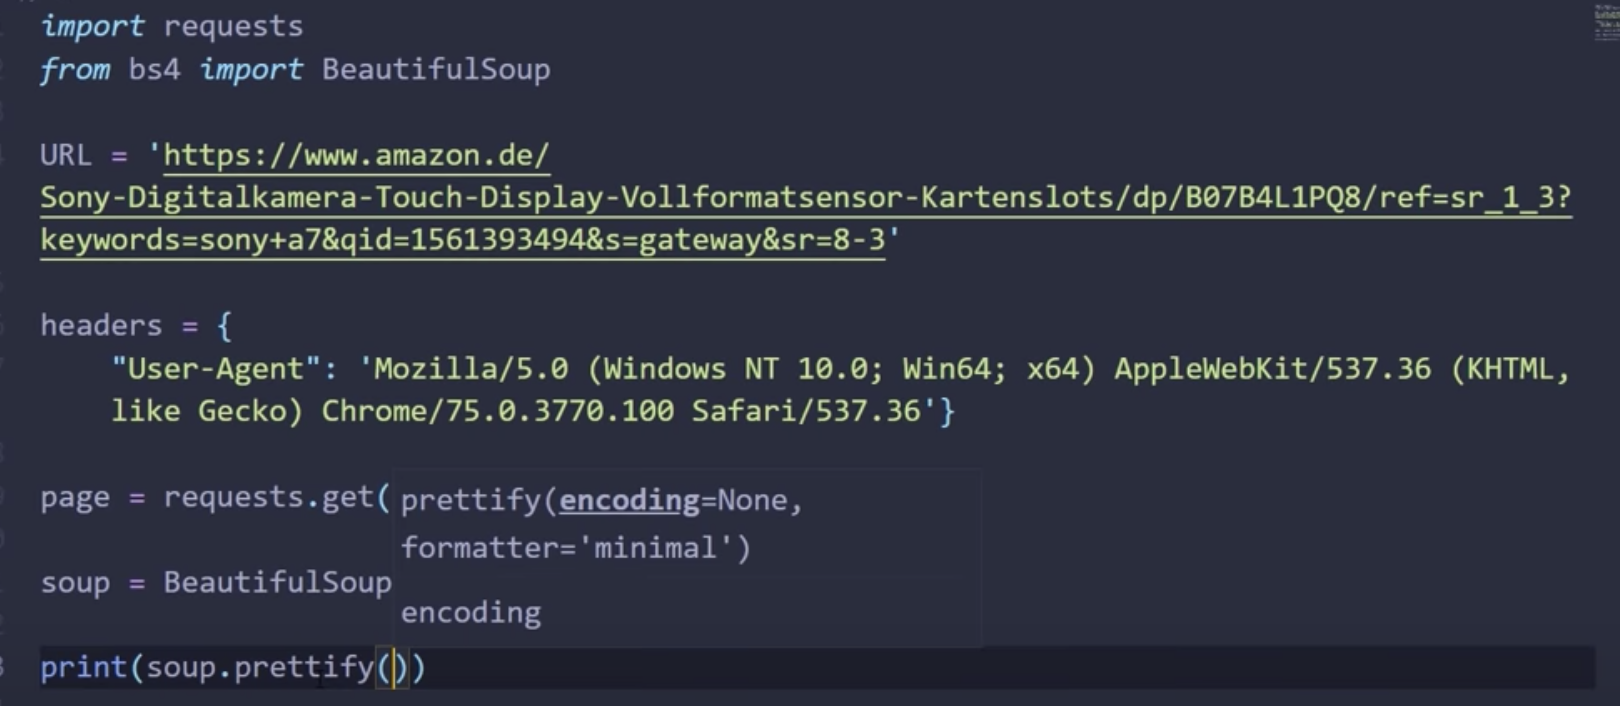 import requests
from bs4 import BeautifulSoup
URL = 'https://www.amazon.de/
Sony-Digitalkamera-Touch-Display-Vollformatsensor-Kartenslots/dp/B07B4L1PQ8/ref=sr_1_3?
keywords=sony+a7&qid=1561393494&s=gateway&sr=8-3'
headers = {
"User-Agent": 'Mozilla/5.0 (Windows NT 10.0; Win64; x64) AppleWebKit/537.36 (KHTML,
like Gecko) Chrome/75.0.3770.100 Safari/537.36'}
page = requests.get(
prettify(encoding=None,
formatter='minimal')
soup = BeautifulSoup
encoding
print(soup.prettify())